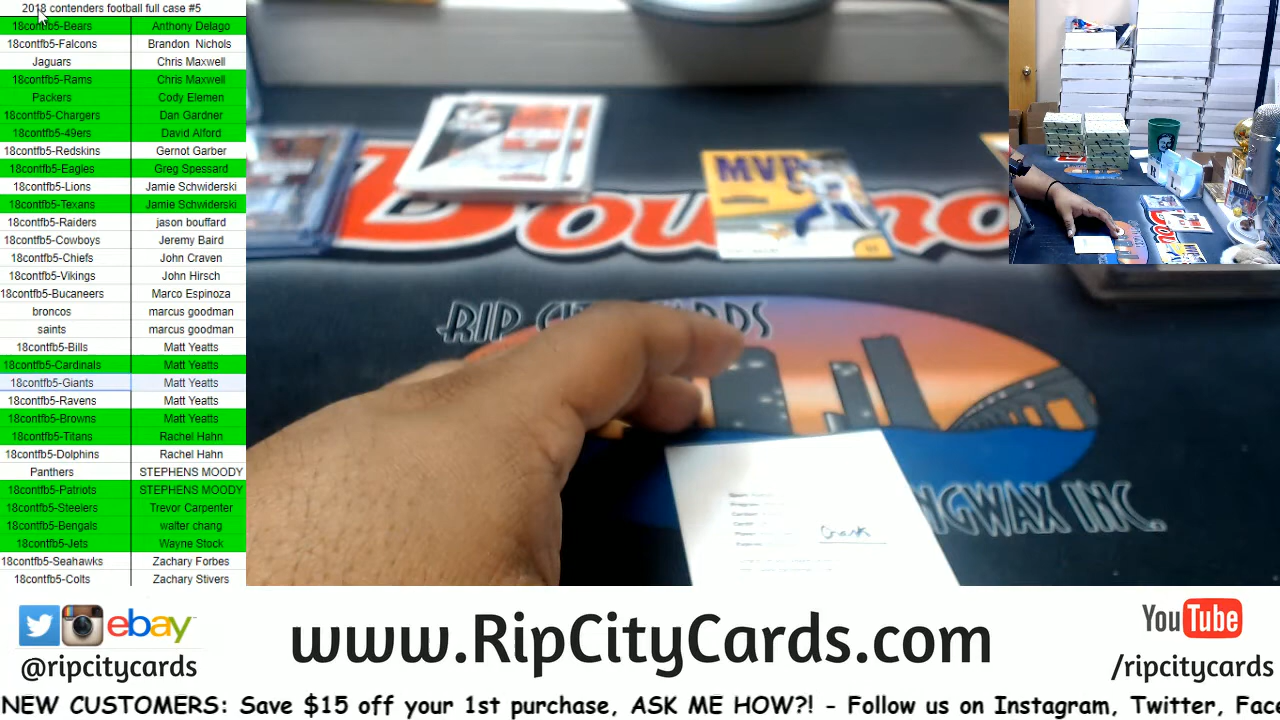 2018 contenders football full case #5
18contfb5-Bears Anthony Delago
18contfb5-Falcons Brandon Nichols
Jaguars Chris Maxwell
18contfb5-Rams Chris Maxwell
Packers Cody Elemen
18contfb5-Chargers Dan Gardner
18contfb5-49ers David Alford
18contfb5-Redskins Gernot Garber
18contfb5-Eagles Greg Spessard
18contfb5-Lions Jamie Schwiderski
18contfb5-Texans Jamie Schwiderski
18contfb5-Raiders jason bouffard
18contfb5-Cowboys Jeremy Baird
18contfb5-Chiefs John Craven
18contfb5-Vikings John Hirsch
18contfb5-Bucaneers Marco Espinoza
broncos marcus goodman
saints marcus goodman
18contfb5-Bills Matt Yeatts
18contfb5-Cardinals Matt Yeatts
18contfb5-Giants Matt Yeatts
18contfb5-Ravens Matt Yeatts
18contfb5-Browns Matt Yeatts
18contfb5-Titans Rachel Hahn
18contfb5-Dolphins Rachel Hahn
Panthers STEPHENS MOODY
18contfb5-Patriots STEPHENS MOODY
18contfb5-Steelers Trevor Carpenter
18contfb5-Bengals walter chang
18contfb5-Jets Wayne Stock
18contfb5-Seahawks Zachary Forbes
18contfb5-Colts Zachary Stivers
MVP
RIP CITY CARDS
INC.
ebay
@ripcitycards
www.RipCityCards.com
YouTube
/ripcitycards
NEW CUSTOMERS: Save $15 off your 1st purchase, ASK ME HOW?! - Follow us on Instagram, Twitter, Face